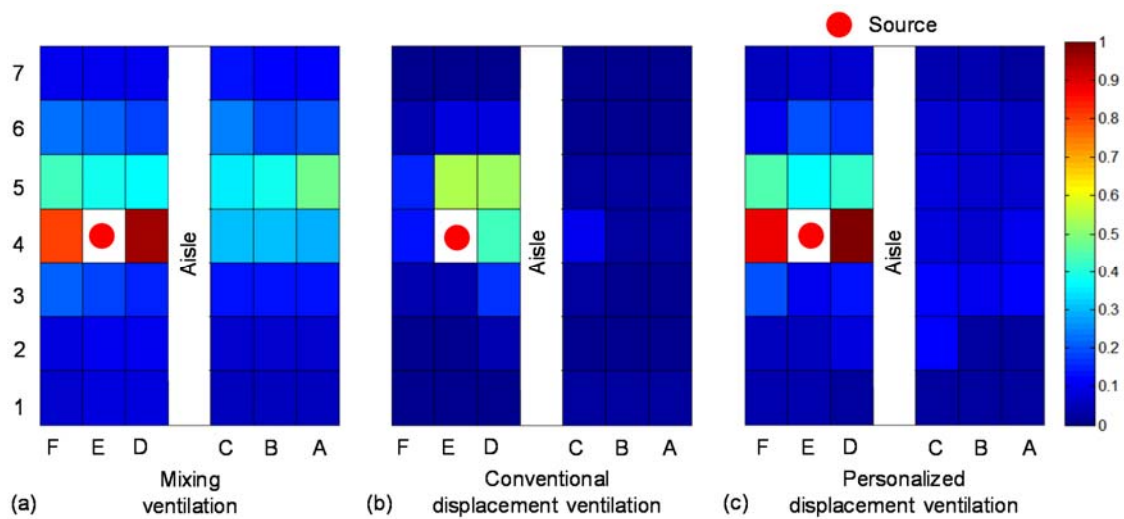 Source
7
6
5
4
3
2
1
Aisle
F E D C B A
Mixing
ventilation
(a)
Aisle
F E D C B A
Conventional
displacement ventilation
(b)
Aisle
F E D C B A
Personalized
displacement ventilation
(c)
1
0.9
0.8
0.7
0.6
0.5
0.4
0.3
0.2
0.1
0